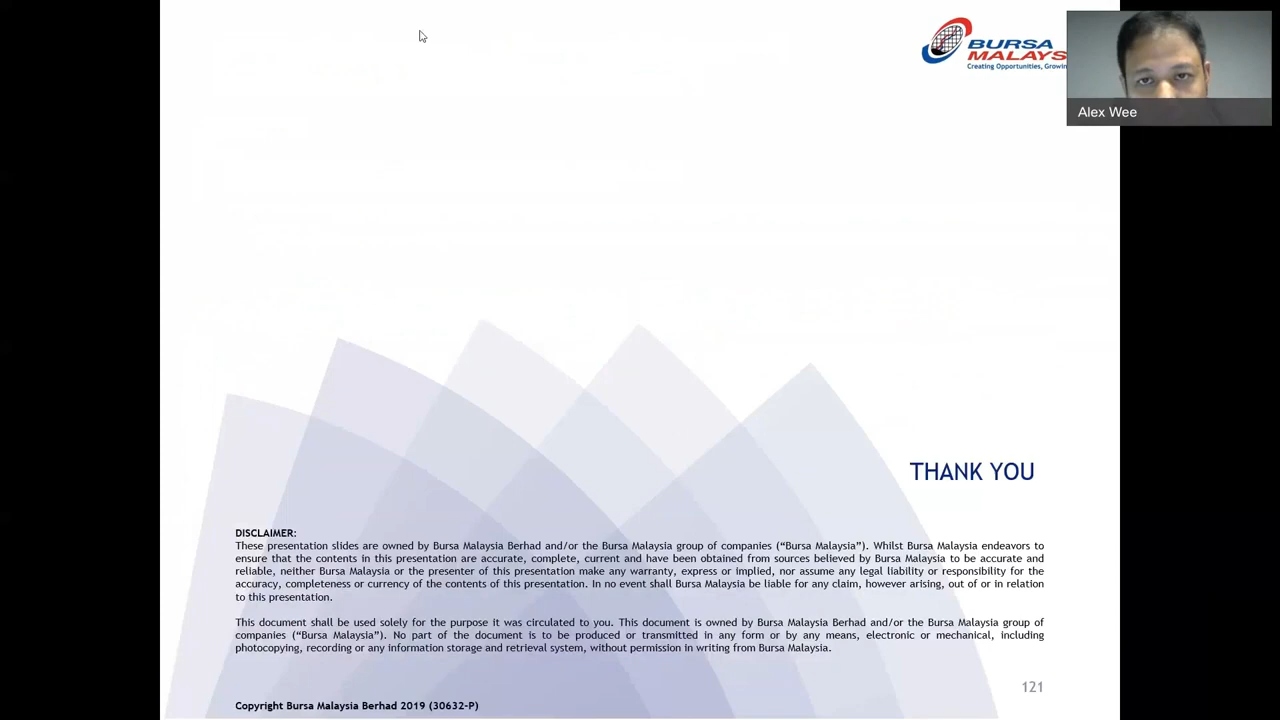 BURSA
MALAYS
Creating Opportunities, Growin
Alex Wee
THANK YOU
DISCLAIMER:
These presentation slides are owned by Bursa Malaysia Berhad and/or the Bursa Malaysia group of companies (“Bursa Malaysia”). Whilst Bursa Malaysia endeavors to
ensure that the contents in this presentation are accurate, complete, current and have been obtained from sources believed by Bursa Malaysia to be accurate and
reliable, neither Bursa Malaysia or the presenter of this presentation make any warranty, express or implied, nor assume any legal liability or responsibility for the
accuracy, completeness or currency of the contents of this presentation. In no event shall Bursa Malaysia be liable for any claim, however arising, out of or in relation
to this presentation.
This document shall be used solely for the purpose it was circulated to you. This document is owned by Bursa Malaysia Berhad and/or the Bursa Malaysia group of
companies (“Bursa Malaysia”). No part of the document is to be produced or transmitted in any form or by any means, electronic or mechanical, including
photocopying, recording or any information storage and retrieval system, without permission in writing from Bursa Malaysia.
121
Copyright Bursa Malaysia Berhad 2019 (30632-P)